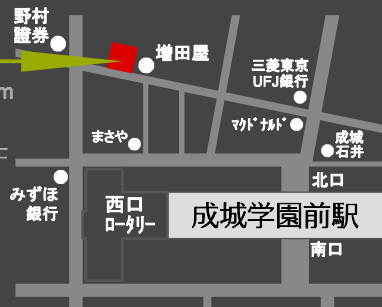 野村
證券
増田屋
三菱東京
UFJ銀行
m
ﾏｸﾄﾞﾅﾙﾄﾞ
まさや
成城
石井
みずほ
銀行
北口
西口
ﾛｰﾀﾘｰ
成城学園前駅
南口